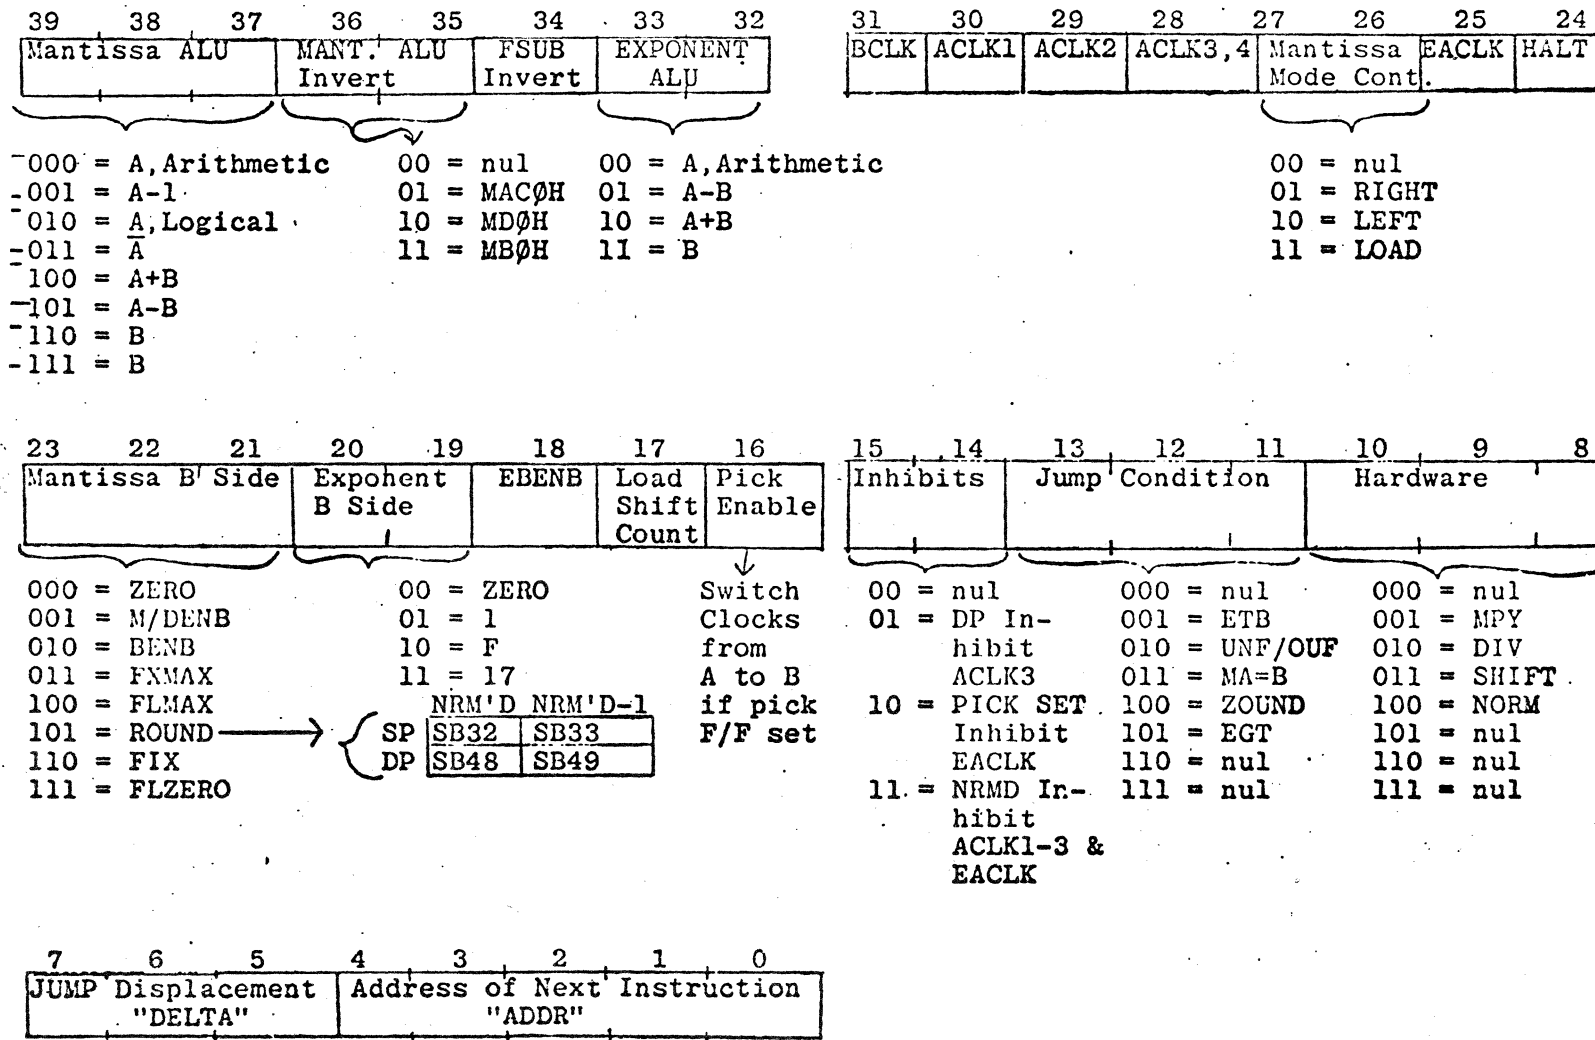 39 38 37 36 35 34 33 32 31 30 29 28 27 26 25 24
Mantissa ALU MANT. ALU FSUB EXPONENT BCLK ACLK1 ACLK2 ACLK3,4 Mantissa EACLK HALT
Invert Invert ALU Mode Cont.
000 = A,Arithmetic 00 = nul 00 = A,Arithmetic 00 = nul
001 = A-1 01 = MACØH 01 = A-B 01 = RIGHT
010 = A,Logical 10 = MDØH 10 = A+B 10 = LEFT
011 = A̅ 11 = MBØH 11 = B 11 = LOAD
100 = A+B
101 = A-B
110 = B
111 = B
23 22 21 20 19 18 17 16 15 14 13 12 11 10 9 8
Mantissa B Side Exponent EBENB Load Pick Inhibits Jump Condition Hardware
B Side Shift Enable
Count
000 = ZERO 00 = ZERO Switch 00 = nul 000 = nul 000 = nul
001 = M/DENB 01 = 1 Clocks 01 = DP In- 001 = ETB 001 = MPY
010 = BENB 10 = F from hibit 010 = UNF/OUF 010 = DIV
011 = FXMAX 11 = 17 A to B ACLK3 011 = MA=B 011 = SHIFT
100 = FLMAX NRM'D NRM'D-1 if pick 10 = PICK SET 100 = ZOUND 100 = NORM
101 = ROUND SP SB32 SB33 F/F set Inhibit 101 = EGT 101 = nul
110 = FIX DP SB48 SB49 EACLK 110 = nul 110 = nul
111 = FLZERO 11 = NRMD In- 111 = nul 111 = nul
hibit
ACLK1-3 &
EACLK
7 6 5 4 3 2 1 0
JUMP Displacement Address of Next Instruction
"DELTA" "ADDR"